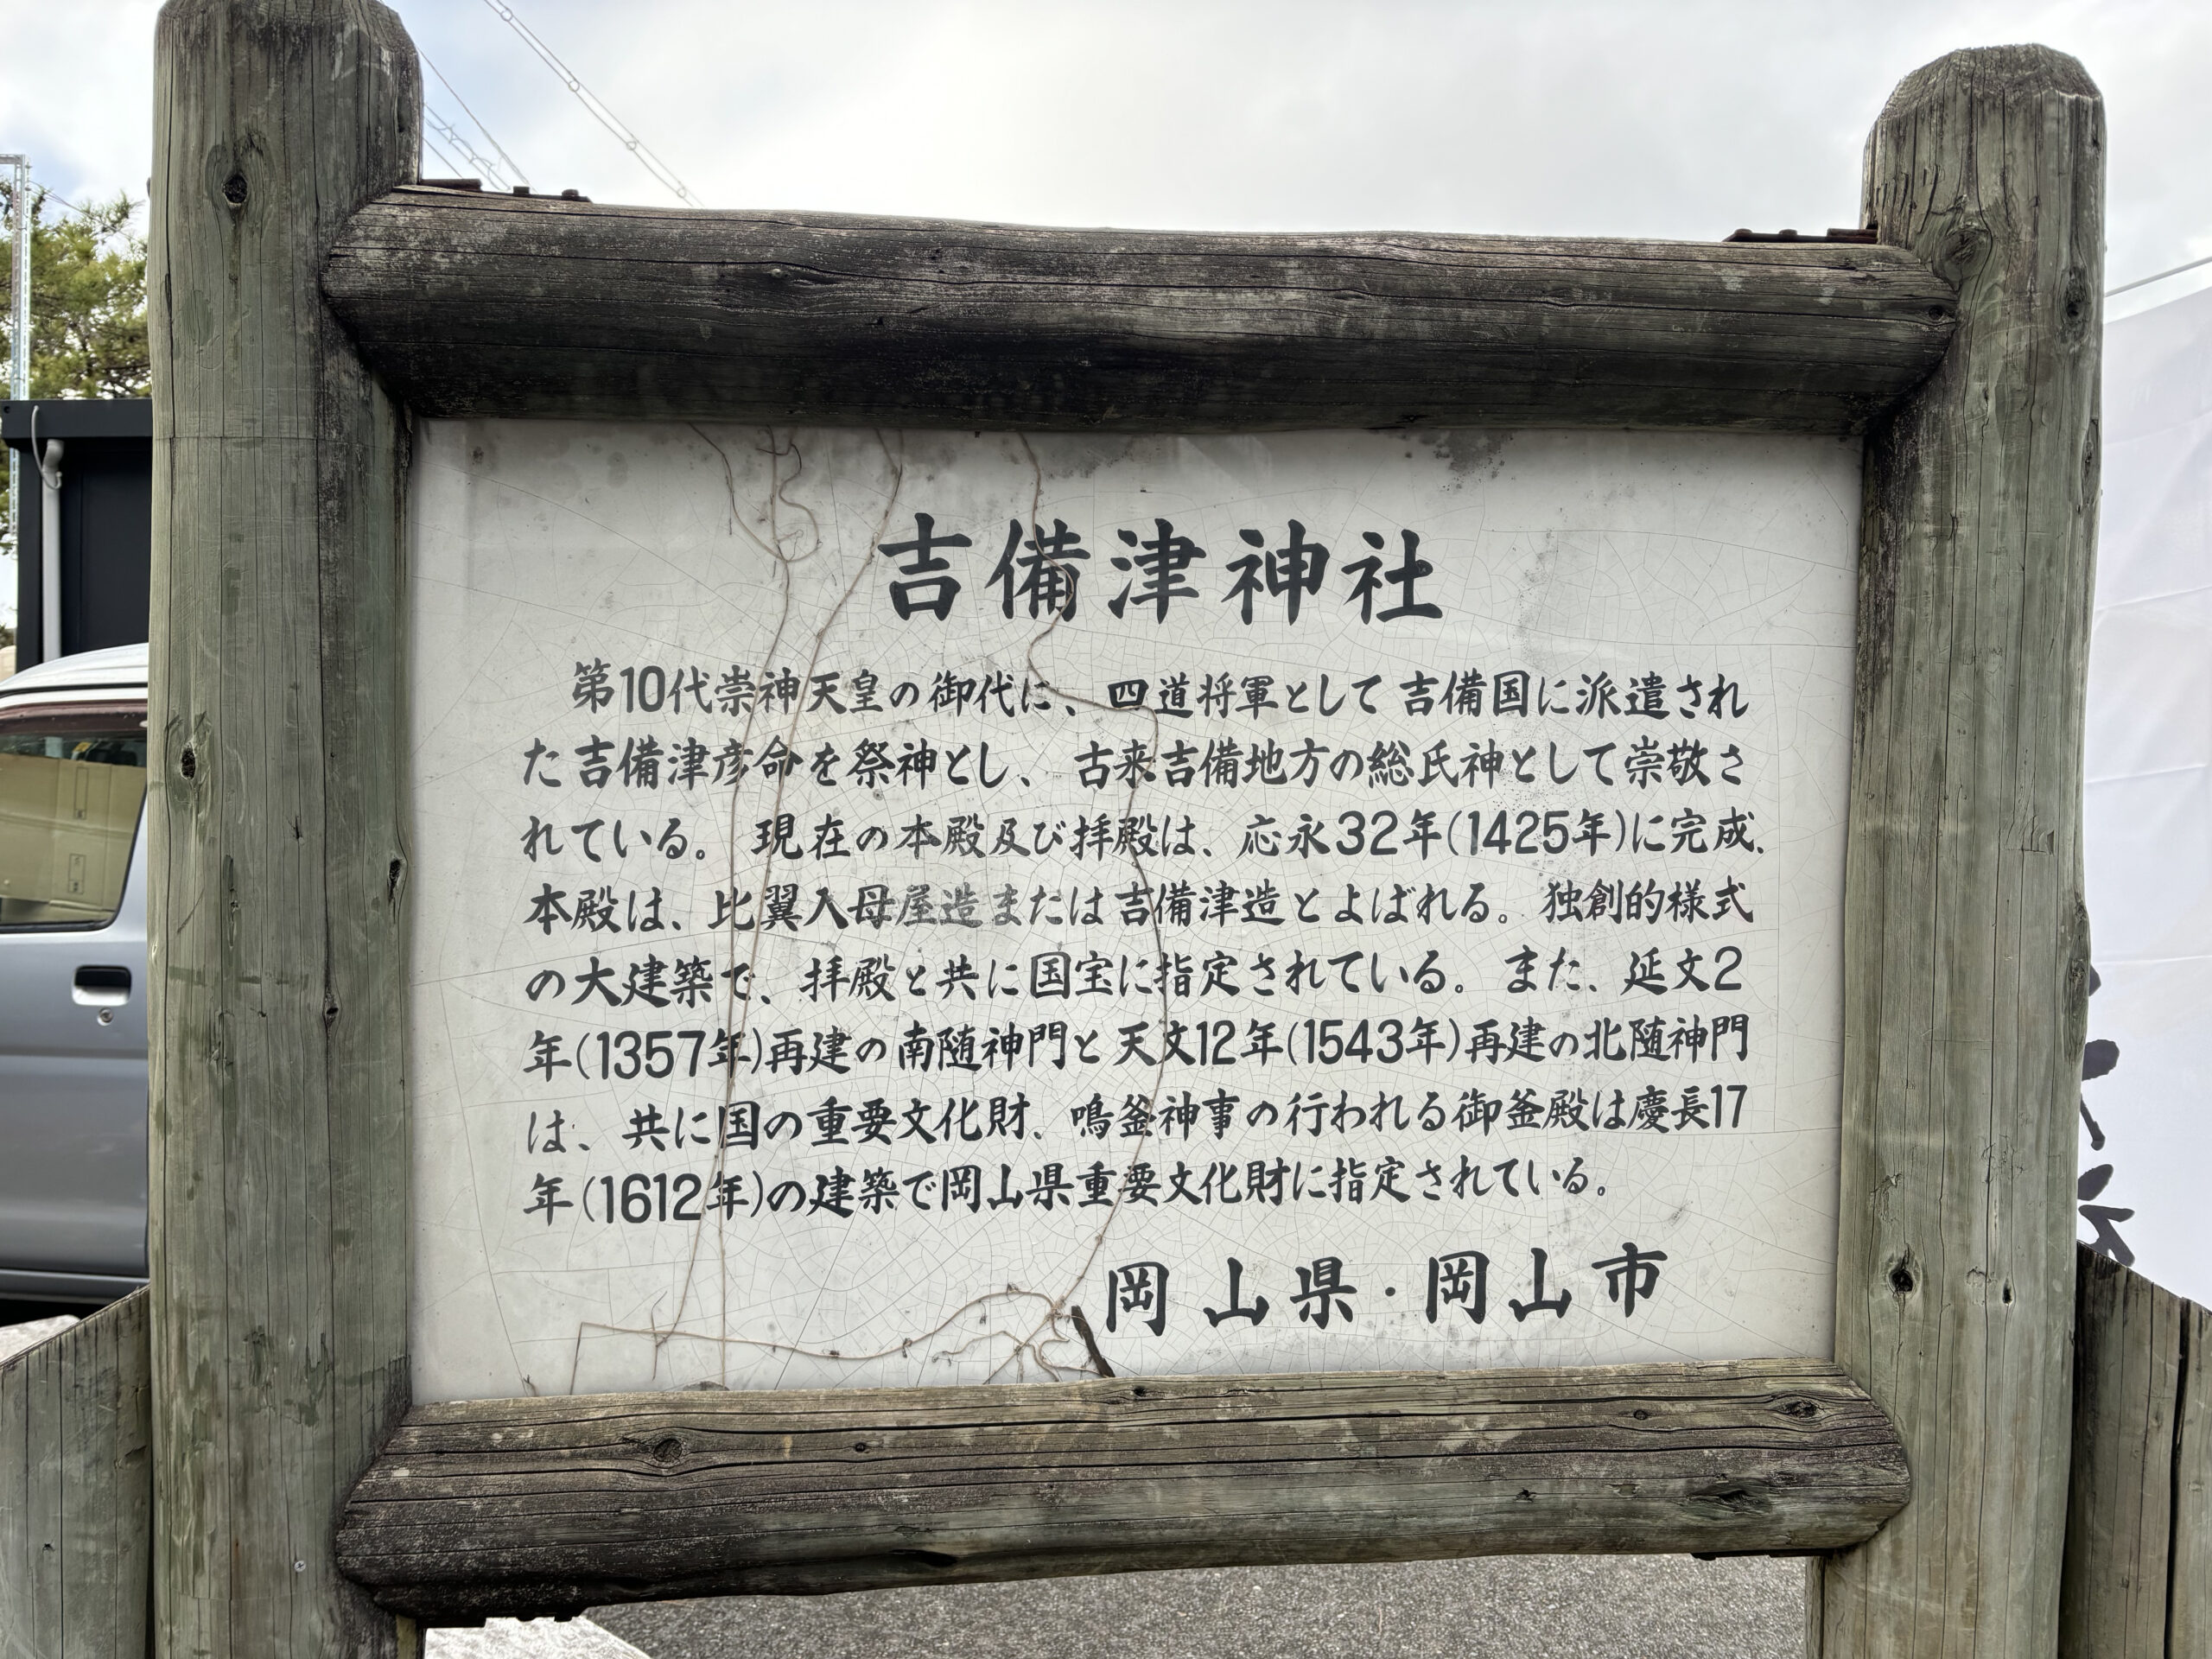 吉備津神社
第10代崇神天皇の御代に、四道将軍として吉備国に派遣され
た吉備津彦命を祭神とし、古来吉備地方の総氏神として崇敬さ
れている。現在の本殿及び拝殿は、応永32年(1425年)に完成、
本殿は、比翼入母屋造または吉備津造とよばれる。独創的様式
の大建築で、拝殿と共に国宝に指定されている。また、延文2
年(1357年)再建の南随神門と天文12年(1543年)再建の北随神門
は、共に国の重要文化財、鳴釜神事の行われる御釜殿は慶長17
年(1612年)の建築で岡山県重要文化財に指定されている。
岡山県・岡山市